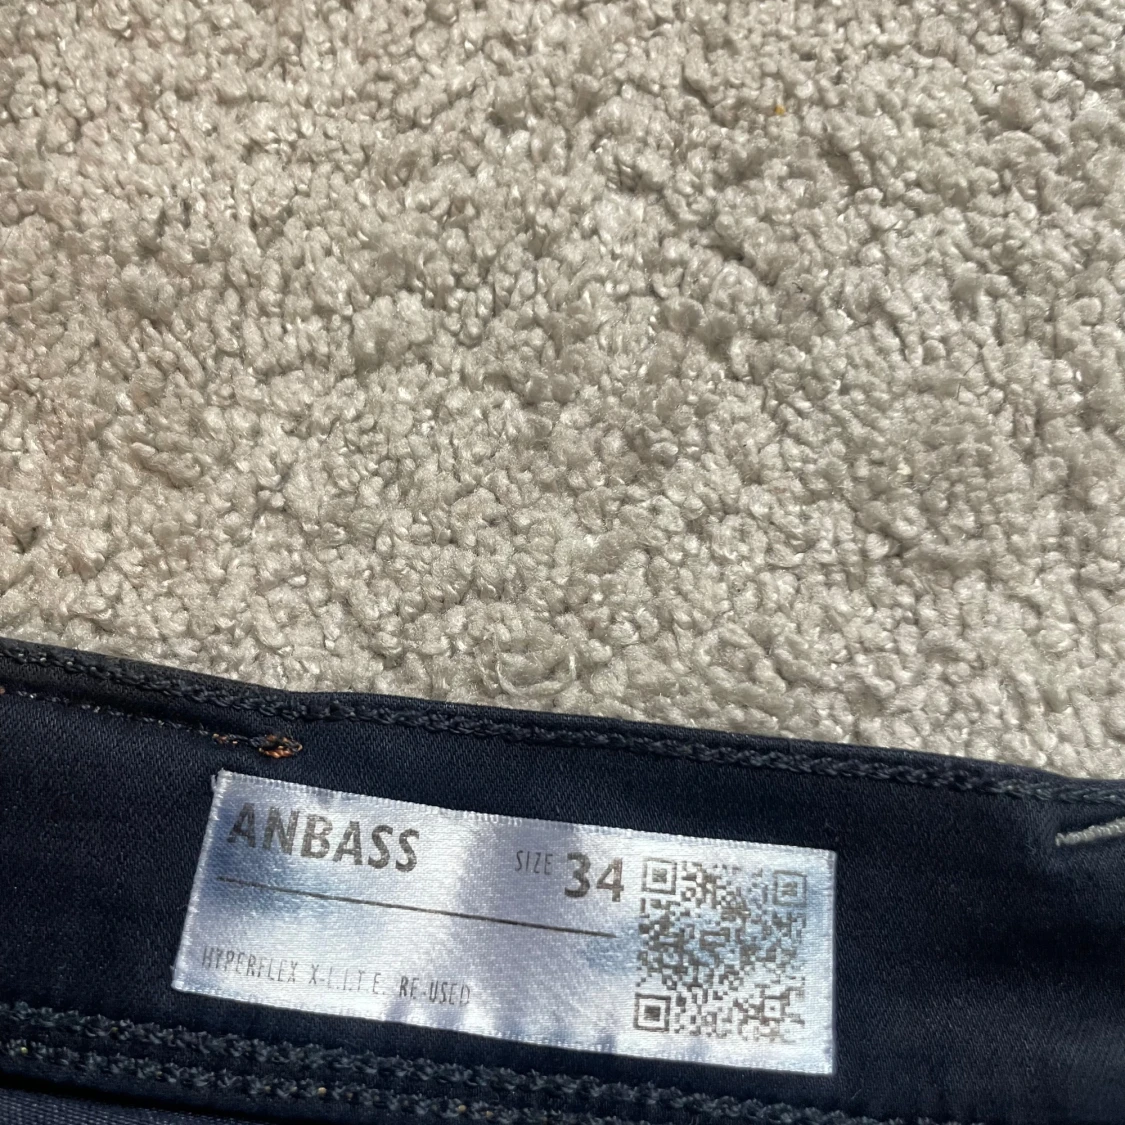 ANBASS
SIZE 34
HYPERFLEX X-L.I.T.E. RE-USED